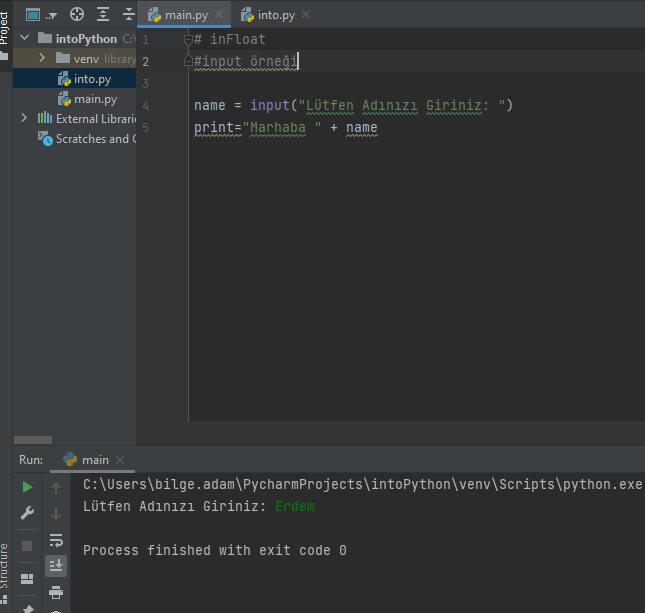 Project
main.py
into.py
intoPython C:\
venv library
into.py
main.py
External Librari
Scratches and C
1 # inFloat
2 #input örneği
3
4 name = input("Lütfen Adınızı Giriniz: ")
5 print="Marhaba " + name
Run: main
C:\Users\bilge.adam\PycharmProjects\intoPython\venv\Scripts\python.exe
Lütfen Adınızı Giriniz: Erdem
Process finished with exit code 0
Structure